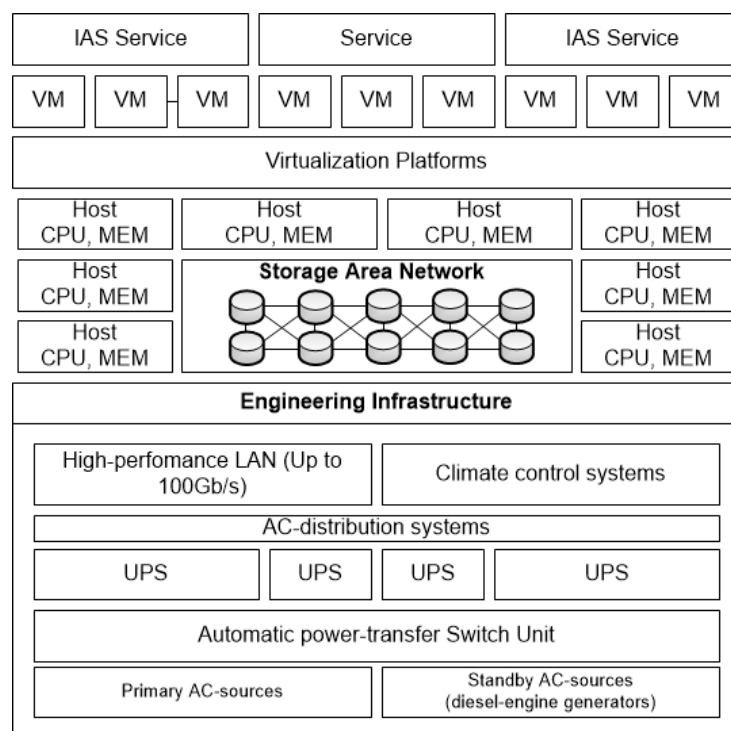 IAS Service
Service
IAS Service
VM
VM
VM
VM
VM
VM
VM
VM
VM
Virtualization Platforms
Host
CPU, MEM
Host
CPU, MEM
Host
CPU, MEM
Host
CPU, MEM
Host
CPU, MEM
Storage Area Network
Host
CPU, MEM
Host
CPU, MEM
Host
CPU, MEM
Engineering Infrastructure
High-perfomance LAN (Up to
100Gb/s)
Climate control systems
AC-distribution systems
UPS
UPS
UPS
UPS
Automatic power-transfer Switch Unit
Primary AC-sources
Standby AC-sources
(diesel-engine generators)